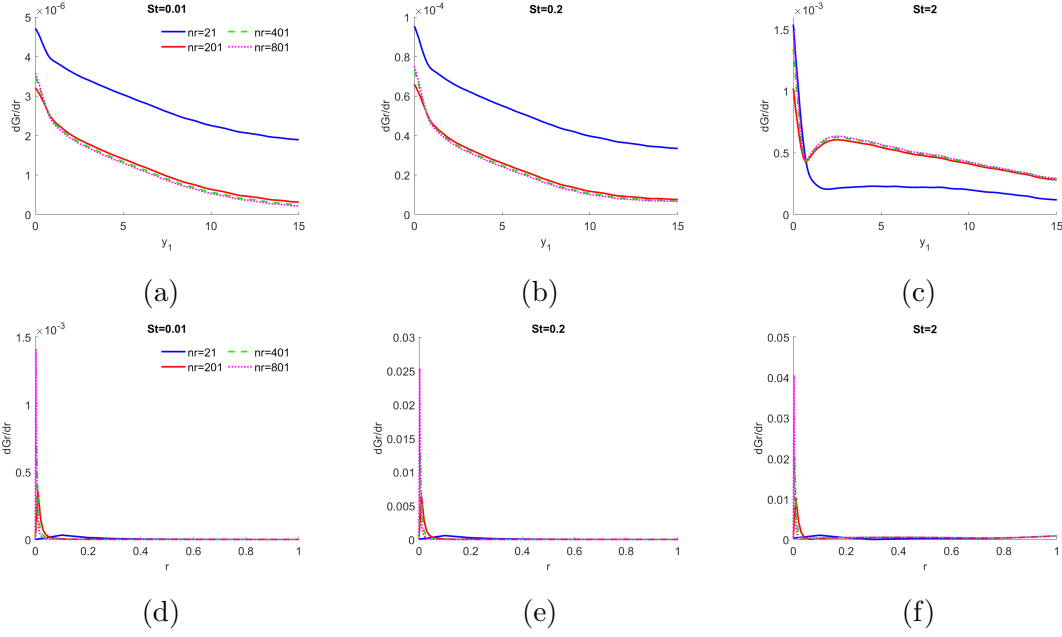 St=0.01
×10-6
5
4
3
2
1
0
dGr/dr
nr=21
nr=201
nr=401
nr=801
0 5 10 15
y1
(a)
St=0.2
×10-4
1
0.8
0.6
0.4
0.2
0
dGr/dr
0 5 10 15
y1
(b)
St=2
×10-3
1.5
1
0.5
0
dGr/dr
0 5 10 15
y1
(c)
St=0.01
×10-3
1.5
1
0.5
0
dGr/dr
nr=21
nr=201
nr=401
nr=801
0 0.2 0.4 0.6 0.8 1
r
(d)
St=0.2
0.03
0.025
0.02
0.015
0.01
0.005
0
dGr/dr
0 0.2 0.4 0.6 0.8 1
r
(e)
St=2
0.05
0.04
0.03
0.02
0.01
0
dGr/dr
0 0.2 0.4 0.6 0.8 1
r
(f)